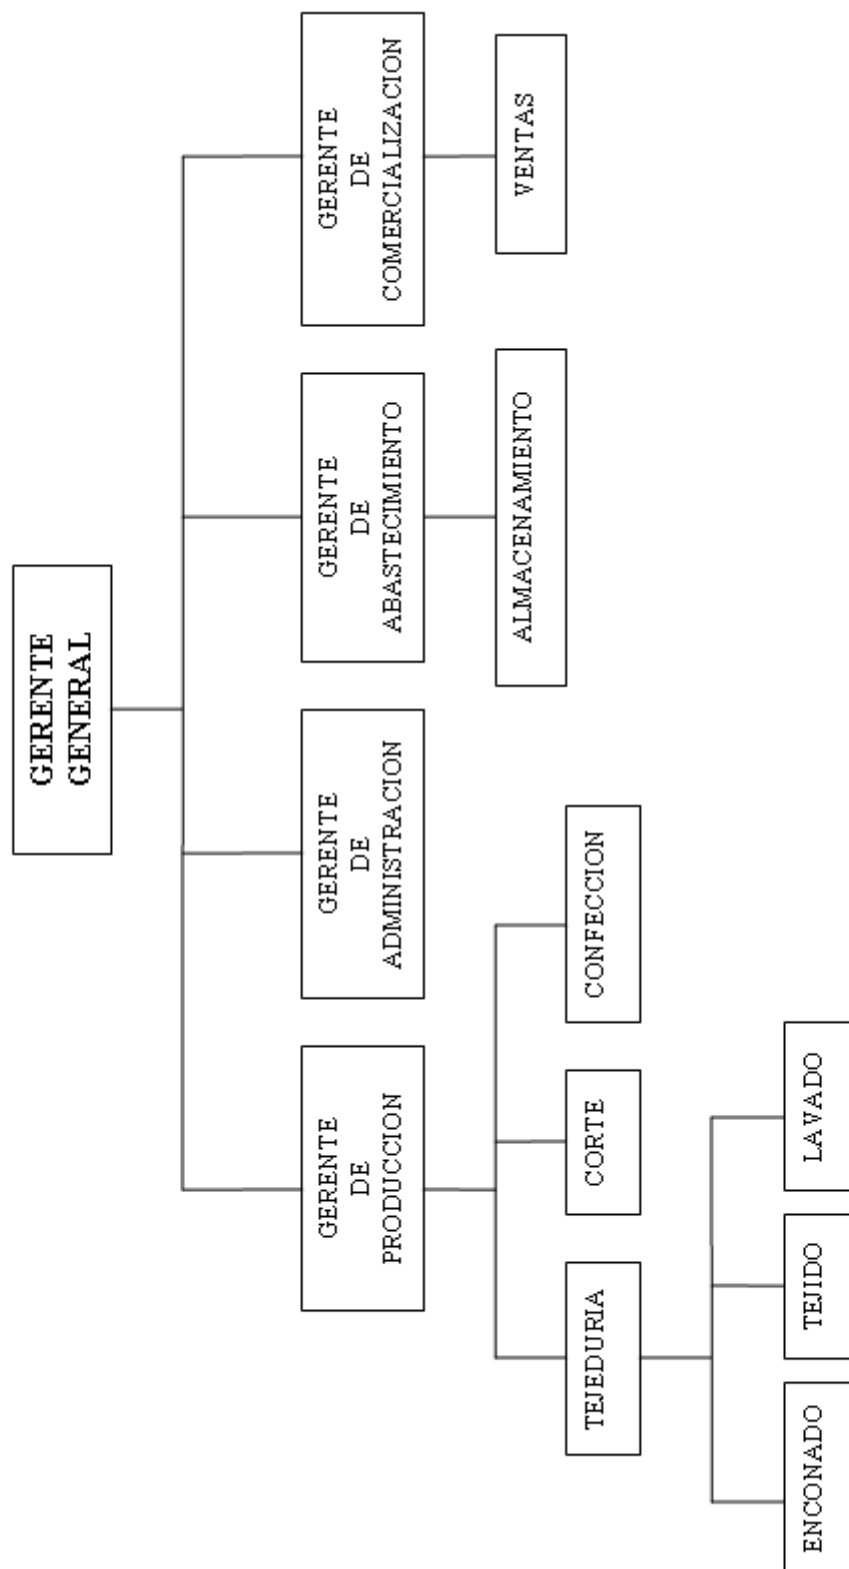 GERENTE
GENERAL
GERENTE
DE
PRODUCCION
GERENTE
DE
ADMINISTRACION
GERENTE
DE
ABASTECIMIENTO
GERENTE
DE
COMERCIALIZACION
TEJEDURIA
CORTE
CONFECCION
ALMACENAMIENTO
VENTAS
ENCONADO
TEJIDO
LAVADO